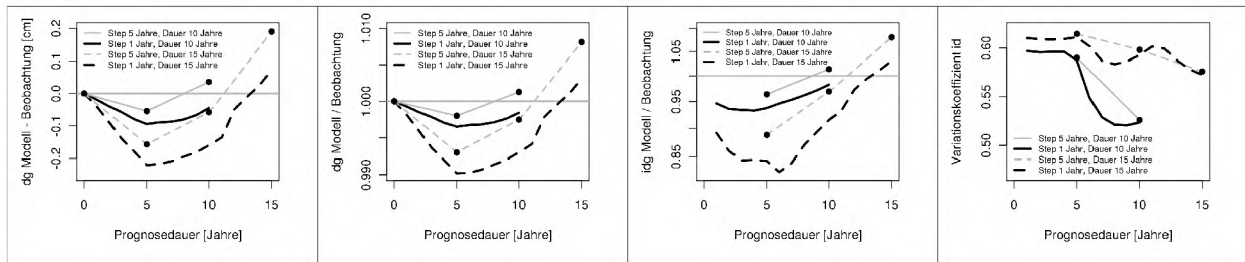 dg Modell - Beobachtung [cm]
0.2
0.1
0.0
-0.1
-0.2
Step 5 Jahre, Dauer 10 Jahre
Step 1 Jahr, Dauer 10 Jahre
Step 5 Jahre, Dauer 15 Jahre
Step 1 Jahr, Dauer 15 Jahre
0 5 10 15
Prognosedauer [Jahre]
dg Modell / Beobachtung
1.010
1.000
0.990
Step 5 Jahre, Dauer 10 Jahre
Step 1 Jahr, Dauer 10 Jahre
Step 5 Jahre, Dauer 15 Jahre
Step 1 Jahr, Dauer 15 Jahre
0 5 10 15
Prognosedauer [Jahre]
idg Modell / Beobachtung
1.05
0.95
0.85
Step 5 Jahre, Dauer 10 Jahre
Step 1 Jahr, Dauer 10 Jahre
Step 5 Jahre, Dauer 15 Jahre
Step 1 Jahr, Dauer 15 Jahre
0 5 10 15
Prognosedauer [Jahre]
Variationskoeffizient id
0.60
0.55
0.50
Step 5 Jahre, Dauer 10 Jahre
Step 1 Jahr, Dauer 10 Jahre
Step 5 Jahre, Dauer 15 Jahre
Step 1 Jahr, Dauer 15 Jahre
0 5 10 15
Prognosedauer [Jahre]